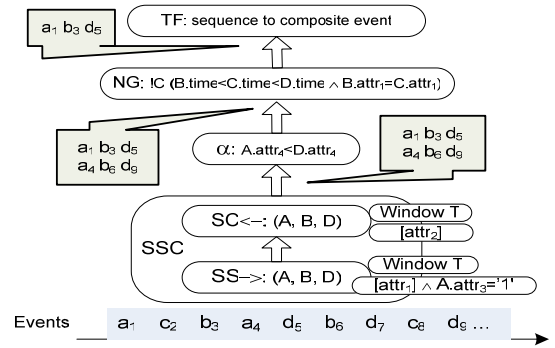 TF: sequence to composite event
a₁ b₃ d₅
NG: !C (B.time<C.time<D.time ∧ B.attr₁=C.attr₁)
a₁ b₃ d₅
a₄ b₆ d₉
α: A.attr₄<D.attr₄
a₁ b₃ d₅
a₄ b₆ d₉
SSC
SC<–: (A, B, D)
Window T
[attr₂]
SS–>: (A, B, D)
Window T
[attr₁] ∧ A.attr₃='1'
Events a₁ c₂ b₃ a₄ d₅ b₆ d₇ c₈ d₉ ...